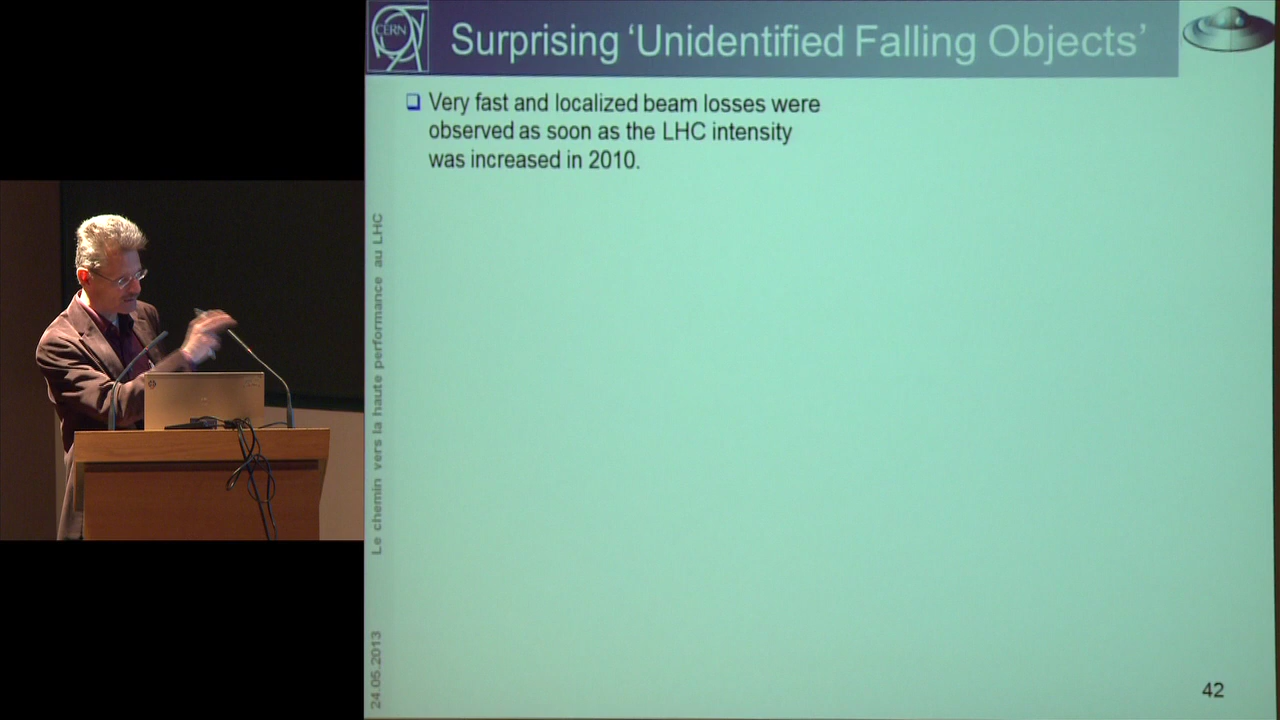 CERN
Surprising ‘Unidentified Falling Objects’
Very fast and localized beam losses were
observed as soon as the LHC intensity
was increased in 2010.
Le chemin vers la haute performance au LHC
24.05.2013
42